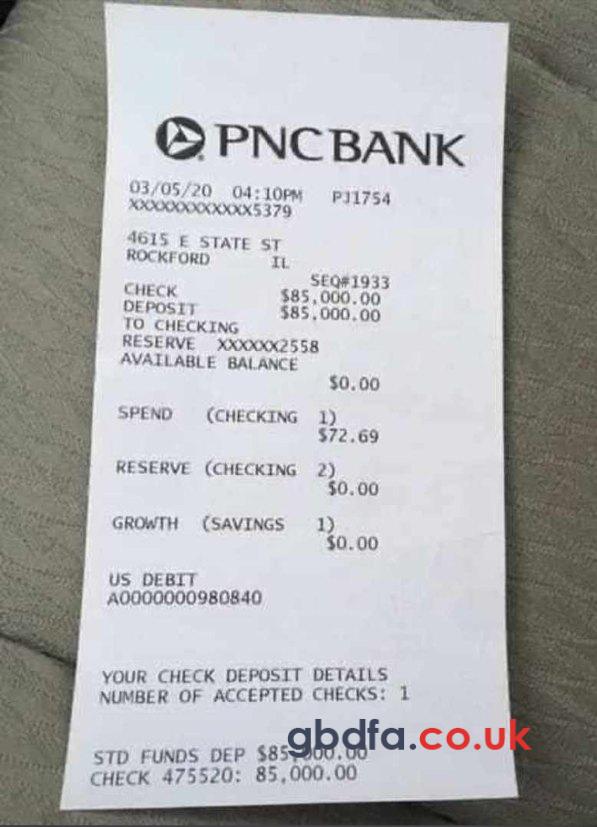 PNCBANK
03/05/20 04:10PM PJ1754
XXXXXXXXXXXX5379
4615 E STATE ST
ROCKFORD IL
SEQ#1933
CHECK $85,000.00
DEPOSIT $85,000.00
TO CHECKING
RESERVE XXXXXX2558
AVAILABLE BALANCE
$0.00
SPEND (CHECKING 1)
$72.69
RESERVE (CHECKING 2)
$0.00
GROWTH (SAVINGS 1)
$0.00
US DEBIT
A0000000980840
YOUR CHECK DEPOSIT DETAILS
NUMBER OF ACCEPTED CHECKS: 1
gbdfa.co.uk
STD FUNDS DEP $85,000.00
CHECK 475520: 85,000.00